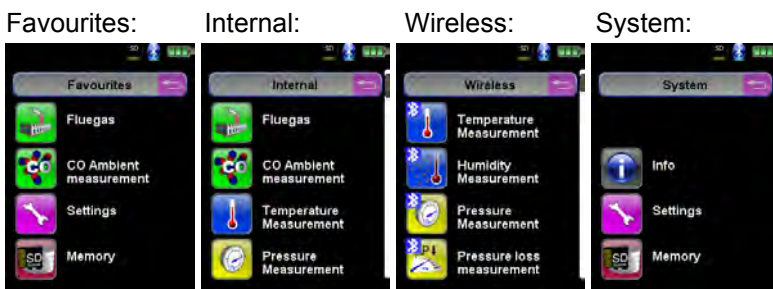 Favourites: Internal: Wireless: System:
SD
Favourites
Fluegas
CO
CO Ambient
measurement
Settings
SD
Memory
SD
Internal
Fluegas
CO
CO Ambient
measurement
Temperature
Measurement
Pressure
Measurement
SD
Wireless
Temperature
Measurement
Humidity
Measurement
Pressure
Measurement
Pressure loss
measurement
SD
System
i
Info
Settings
SD
Memory